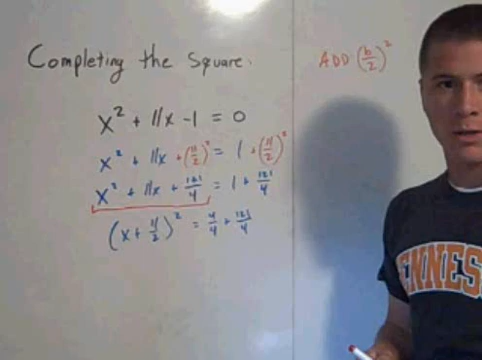 Completing the Square.
ADD (b/2)²
x² + 11x - 1 = 0
x² + 11x + (11/2)² = 1 + (11/2)²
x² + 11x + 121/4 = 1 + 121/4
(x + 11/2)² = 4/4 + 121/4
ENNES